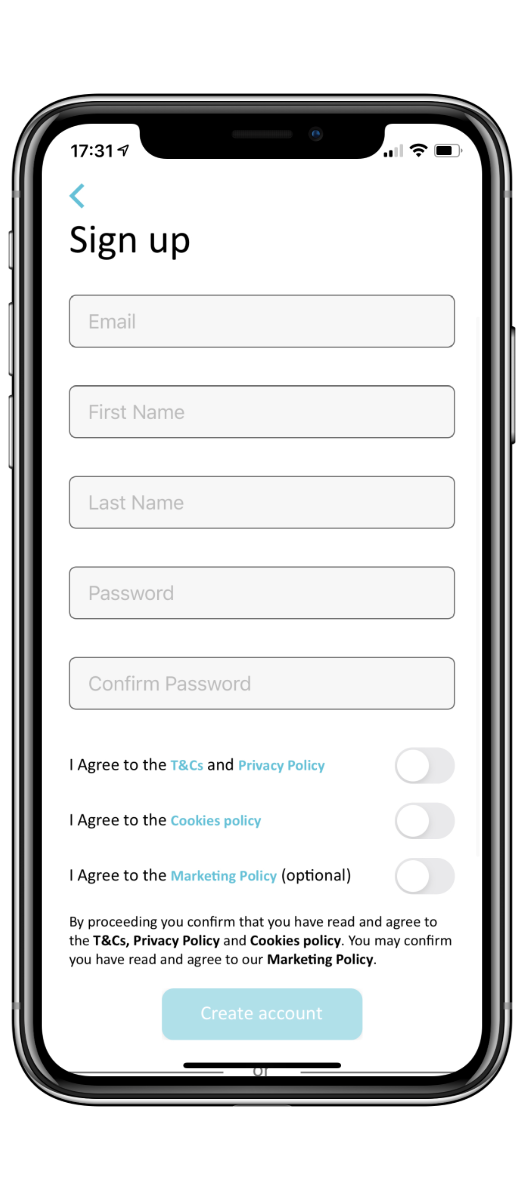 17:31
Sign up
Email
First Name
Last Name
Password
Confirm Password
I Agree to the T&Cs and Privacy Policy
I Agree to the Cookies policy
I Agree to the Marketing Policy (optional)
By proceeding you confirm that you have read and agree to
the T&Cs, Privacy Policy and Cookies policy. You may confirm
you have read and agree to our Marketing Policy.
Create account
or